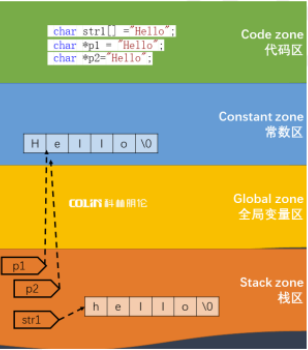 char str1[] ="Hello";
char *p1 = "Hello";
char *p2="Hello";
Code zone
代码区
Constant zone
常数区
H e l l o \0
Global zone
全局变量区
COLIN 科林明伦
p1
p2
str1
Stack zone
栈区
h e l l o \0